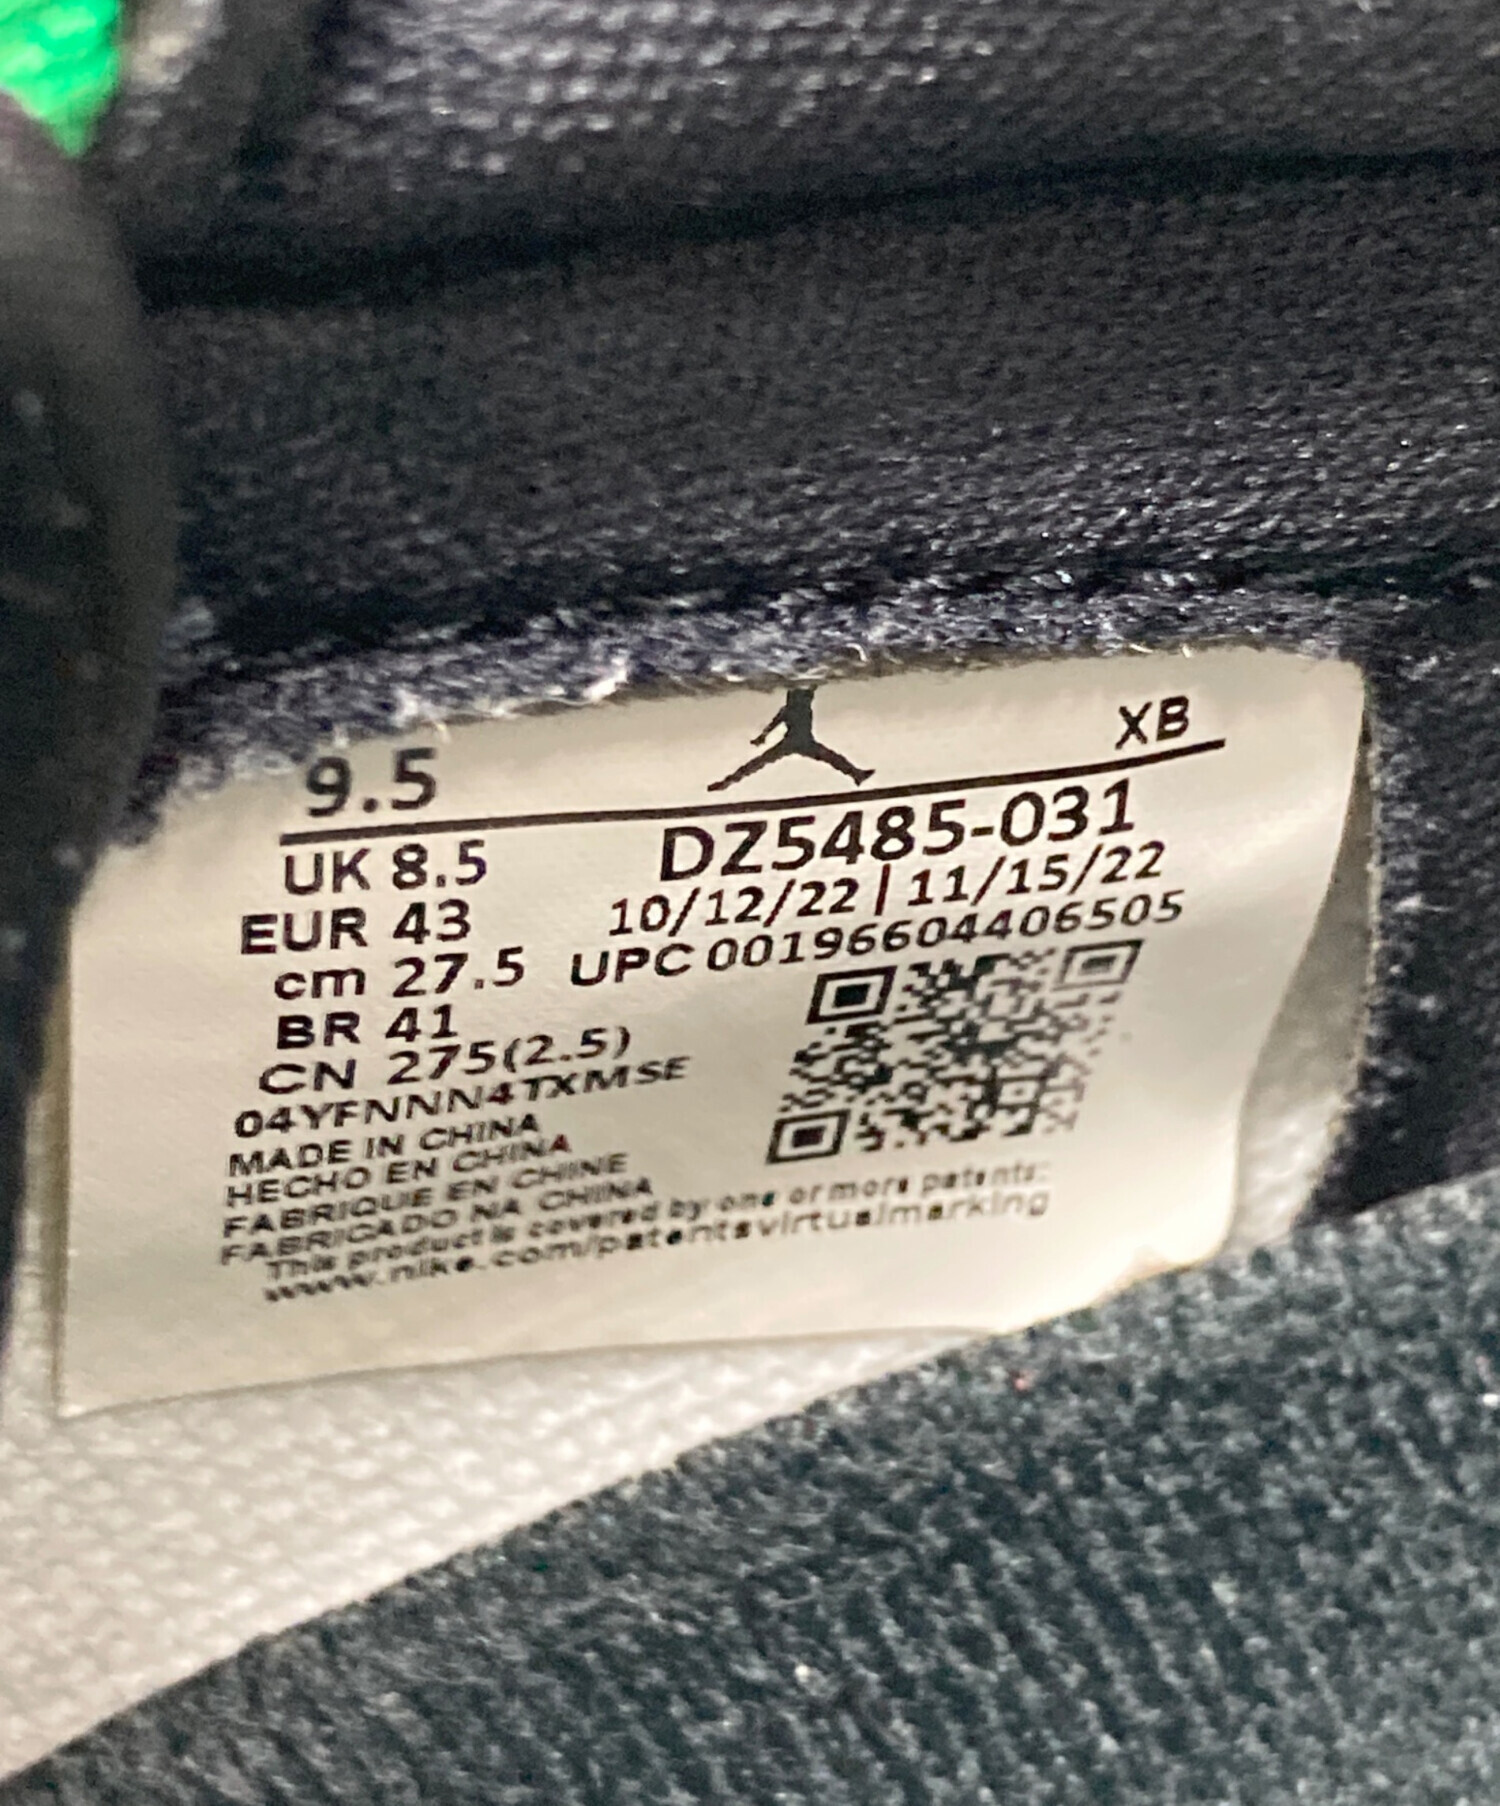 9.5 XB
UK 8.5 DZ5485-031
EUR 43 10/12/22 | 11/15/22
cm 27.5 UPC 00196604406505
BR 41
CN 275(2.5)
04YFNNN4TXMSE
MADE IN CHINA
HECHO EN CHINA
FABRIQUE EN CHINE
FABRICADO NA CHINA
This product is covered by one or more patents:
www.nike.com/patentsvirtualmarking